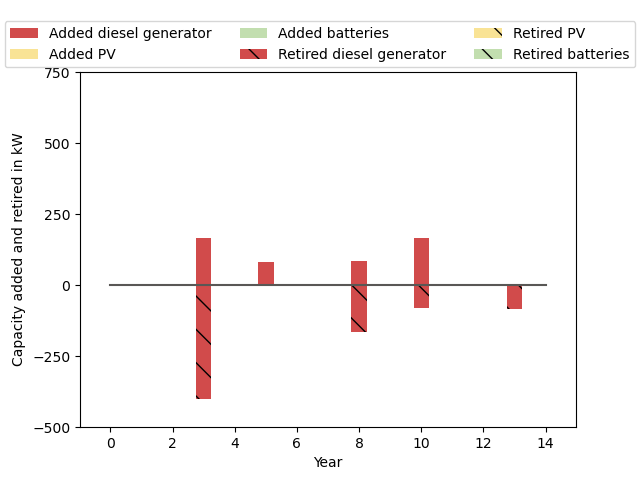 Added diesel generator
Added PV
Added batteries
Retired diesel generator
Retired PV
Retired batteries
750
500
250
0
−250
−500
Capacity added and retired in kW
0 2 4 6 8 10 12 14
Year